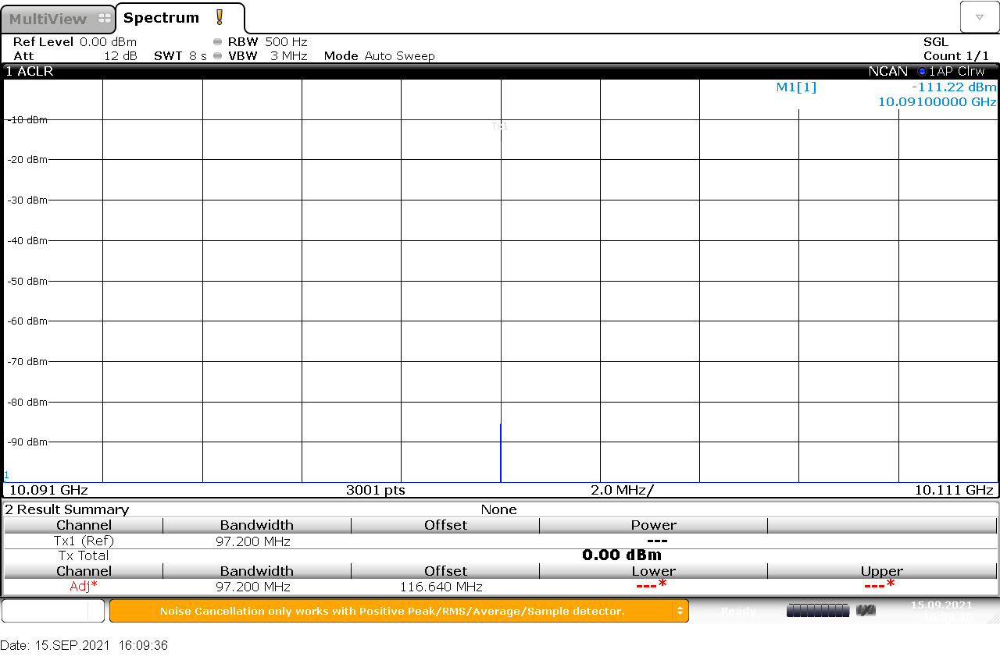 MultiView Spectrum
Ref Level 0.00 dBm RBW 500 Hz SGL
Att 12 dB SWT 8 s VBW 3 MHz Mode Auto Sweep Count 1/1
1 ACLR NCAN 1AP Clrw
M1[1] -111.22 dBm
10.09100000 GHz
-10 dBm
Tx1
-20 dBm
-30 dBm
-40 dBm
-50 dBm
-60 dBm
-70 dBm
-80 dBm
-90 dBm
1
10.091 GHz 3001 pts 2.0 MHz/ 10.111 GHz
2 Result Summary None
Channel Bandwidth Offset Power
Tx1 (Ref) 97.200 MHz ---
Tx Total 0.00 dBm
Channel Bandwidth Offset Lower Upper
Adj* 97.200 MHz 116.640 MHz ---* ---*
Noise Cancellation only works with Positive Peak/RMS/Average/Sample detector. Ready 15.09.2021
16:09:36
Date: 15.SEP.2021 16:09:36